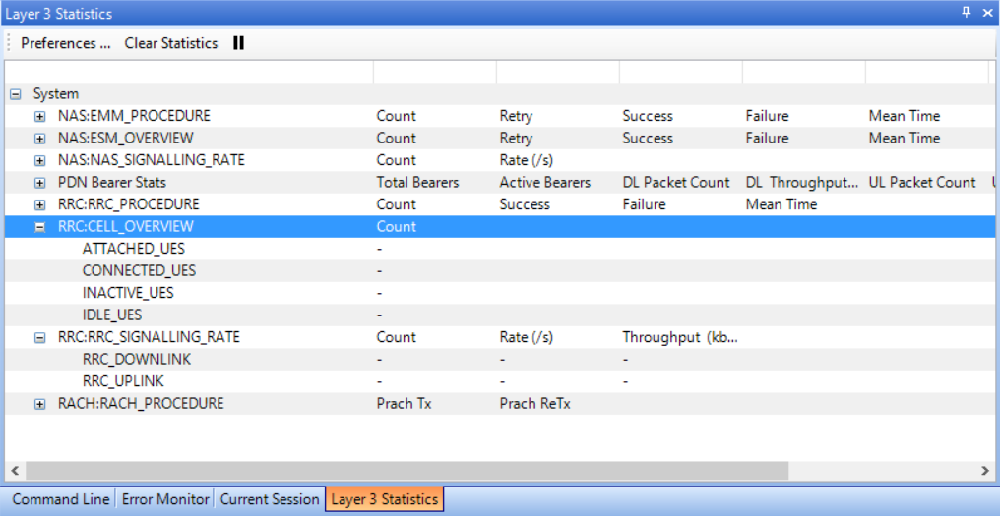 Layer 3 Statistics
Preferences ... Clear Statistics
System
NAS:EMM_PROCEDURE Count Retry Success Failure Mean Time
NAS:ESM_OVERVIEW Count Retry Success Failure Mean Time
NAS:NAS_SIGNALLING_RATE Count Rate (/s)
PDN Bearer Stats Total Bearers Active Bearers DL Packet Count DL Throughput... UL Packet Count
RRC:RRC_PROCEDURE Count Success Failure Mean Time
RRC:CELL_OVERVIEW Count
ATTACHED_UES -
CONNECTED_UES -
INACTIVE_UES -
IDLE_UES -
RRC:RRC_SIGNALLING_RATE Count Rate (/s) Throughput (kb...
RRC_DOWNLINK - - -
RRC_UPLINK - - -
RACH:RACH_PROCEDURE Prach Tx Prach ReTx
Command Line Error Monitor Current Session Layer 3 Statistics